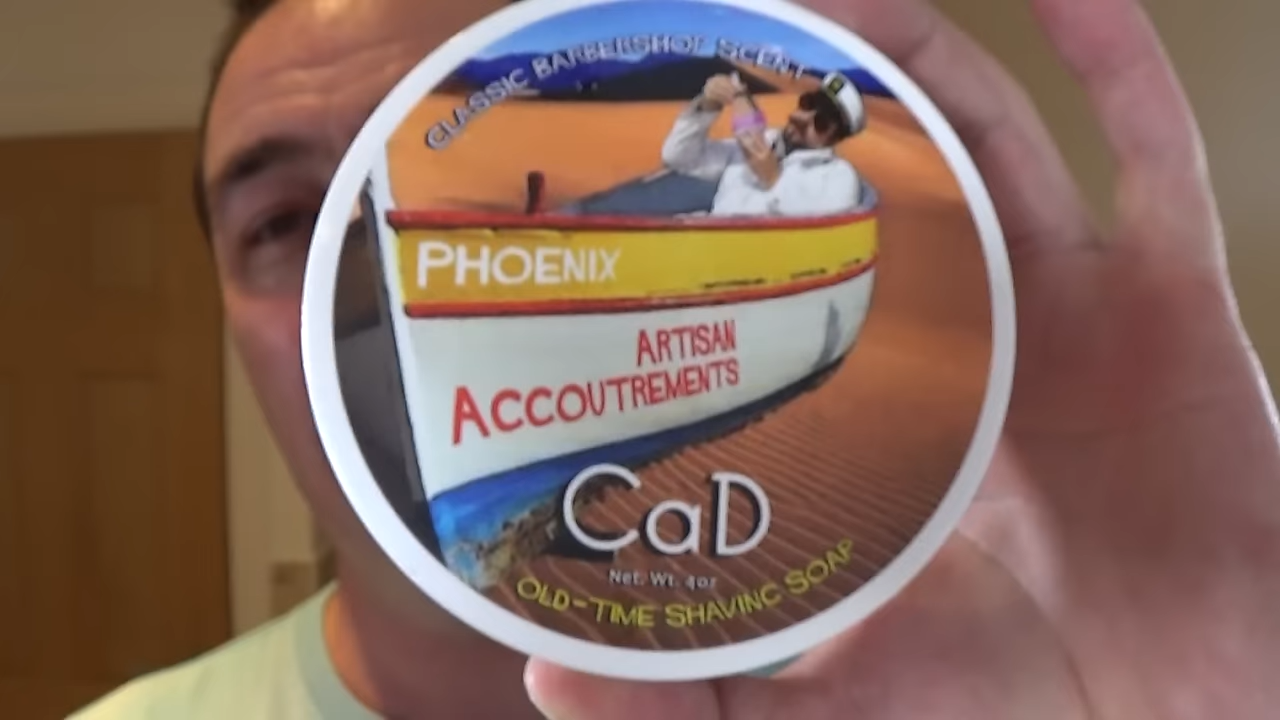 CLASSIC BARBERSHOP SCENT
PHOENIX
ARTISAN
ACCOUTREMENTS
CaD
Net. Wt. 4oz
OLD-TIME SHAVING SOAP